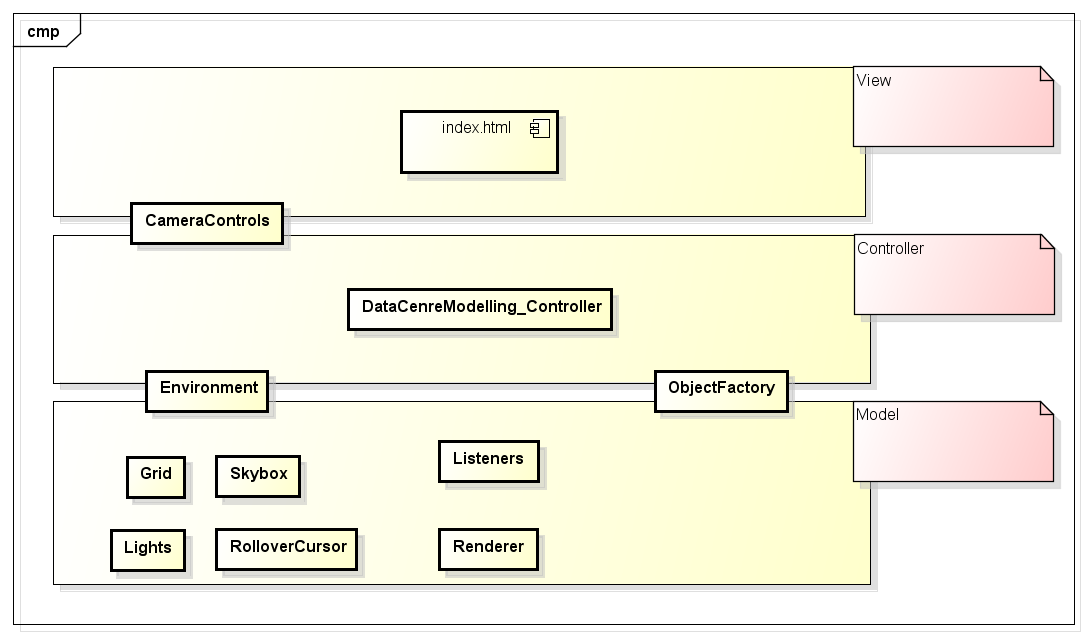 cmp
View
index.html
CameraControls
Controller
DataCenreModelling_Controller
Environment
ObjectFactory
Model
Listeners
Grid
Skybox
Lights
RolloverCursor
Renderer